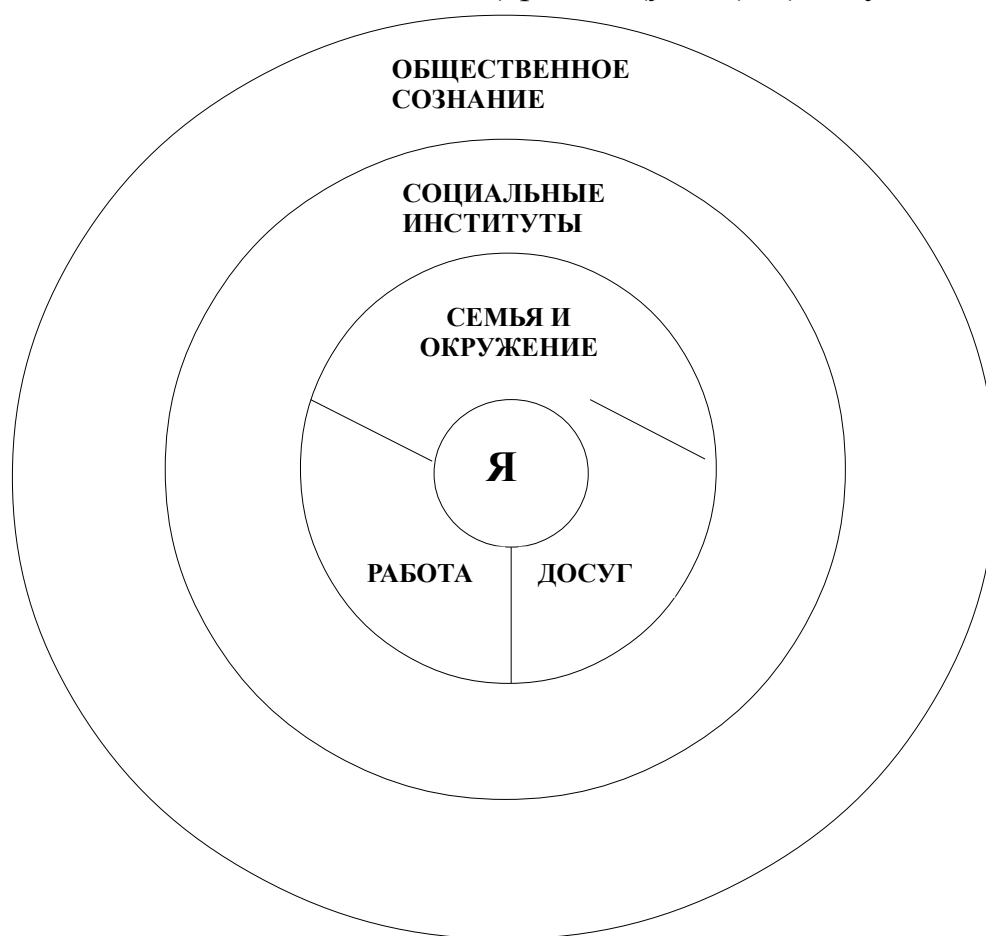 ОБЩЕСТВЕННОЕ
СОЗНАНИЕ
СОЦИАЛЬНЫЕ
ИНСТИТУТЫ
СЕМЬЯ И
ОКРУЖЕНИЕ
Я
РАБОТА
ДОСУГ